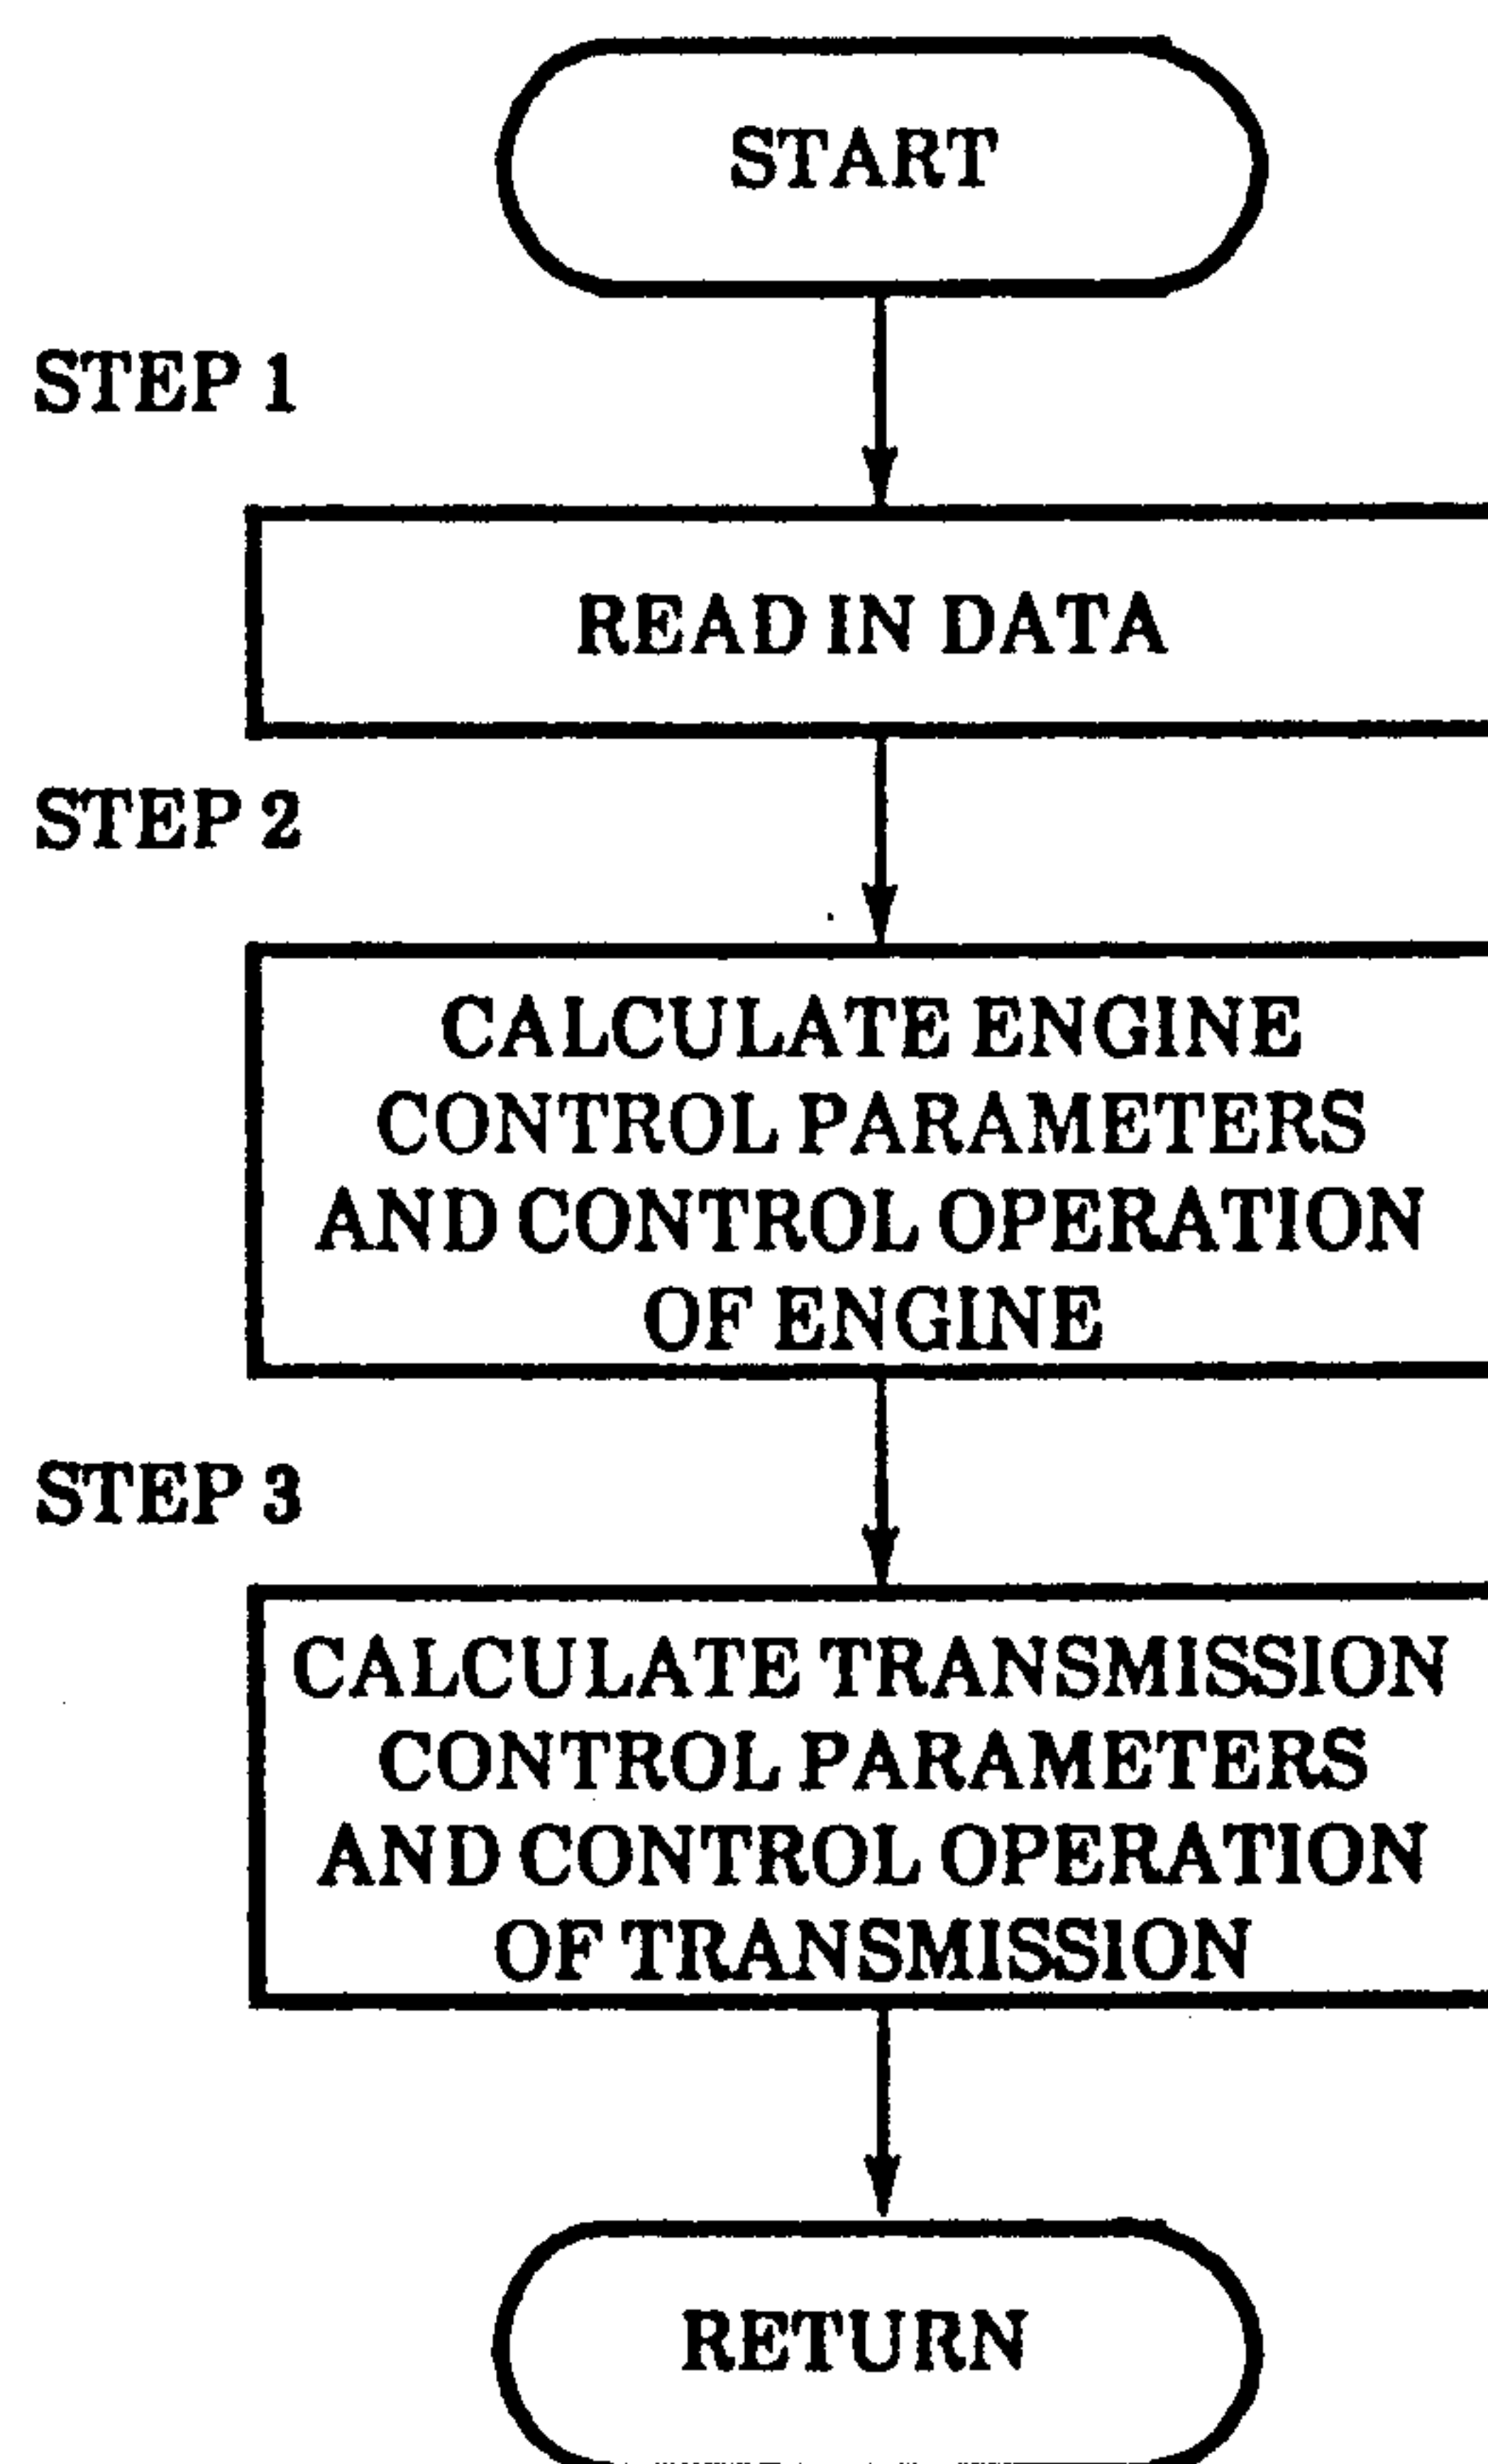 START
STEP 1
READ IN DATA
STEP 2
CALCULATE ENGINE
CONTROL PARAMETERS
AND CONTROL OPERATION
OF ENGINE
STEP 3
CALCULATE TRANSMISSION
CONTROL PARAMETERS
AND CONTROL OPERATION
OF TRANSMISSION
RETURN